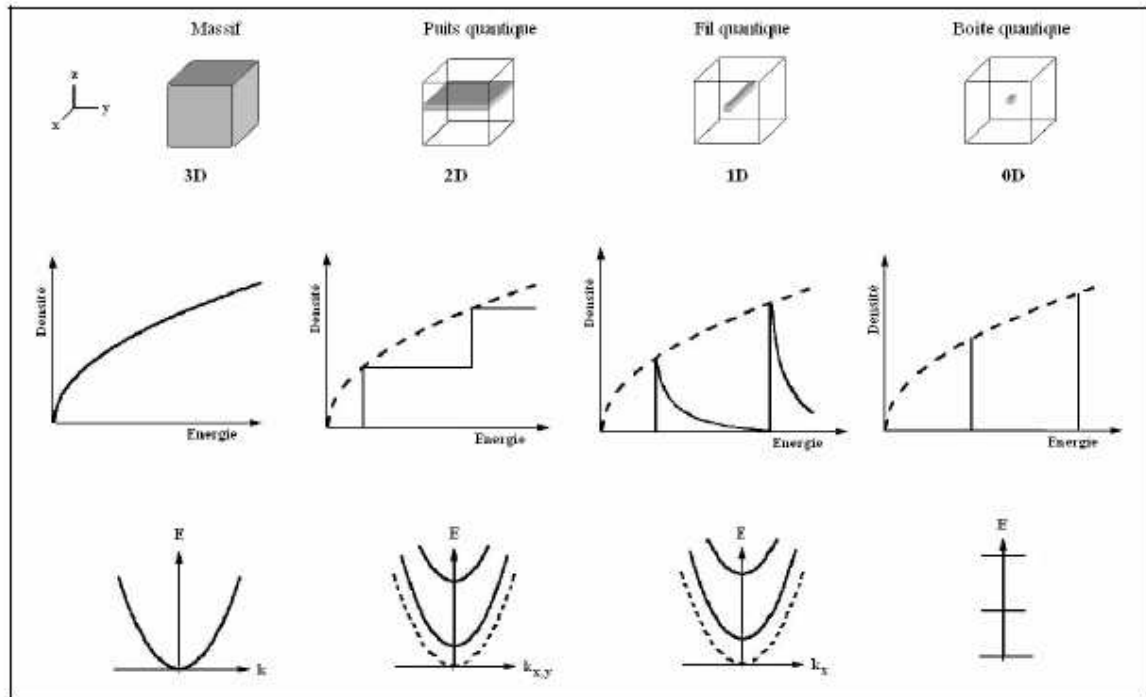 Massif
Puits quantique
Fil quantique
Boite quantique
z
y
x
3D
2D
1D
0D
Densité
Energie
Densité
Energie
Densité
Energie
Densité
Energie
E
k
E
kx,y
E
kx
E